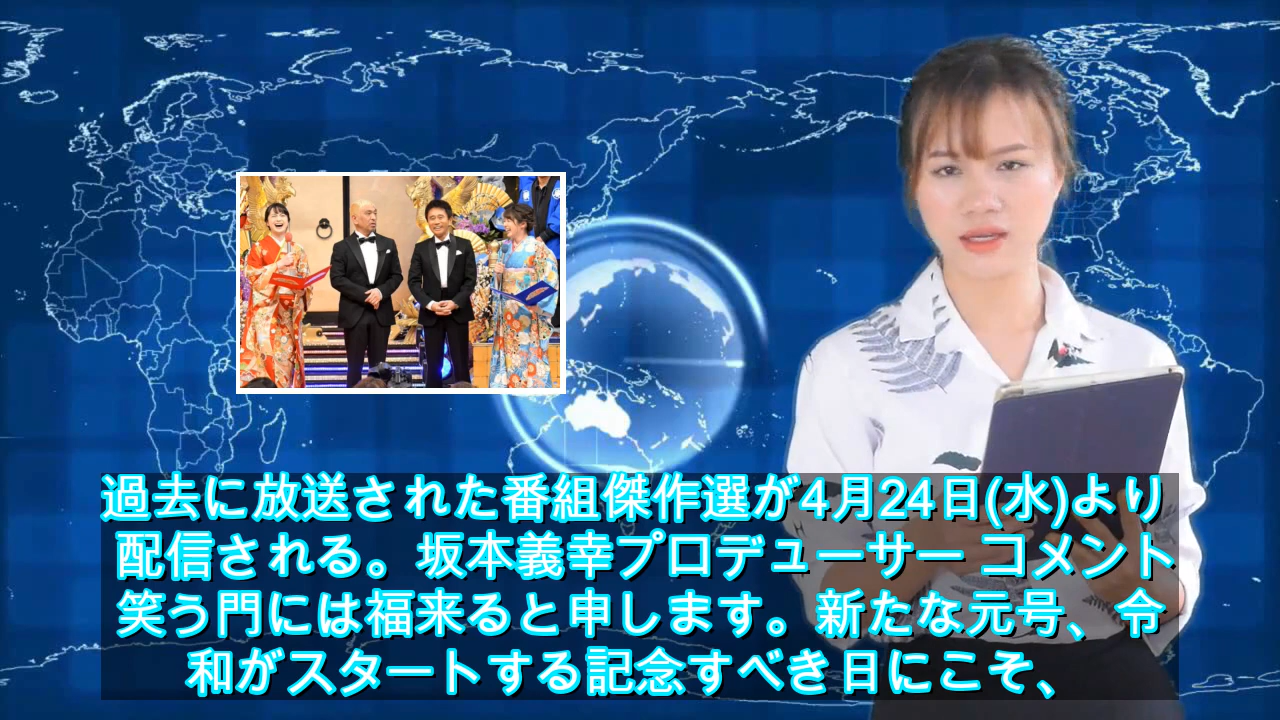 過去に放送された番組傑作選が4月24日(水)より
配信される。坂本義幸プロデューサー コメント
笑う門には福来ると申します。新たな元号、令
和がスタートする記念すべき日にこそ、